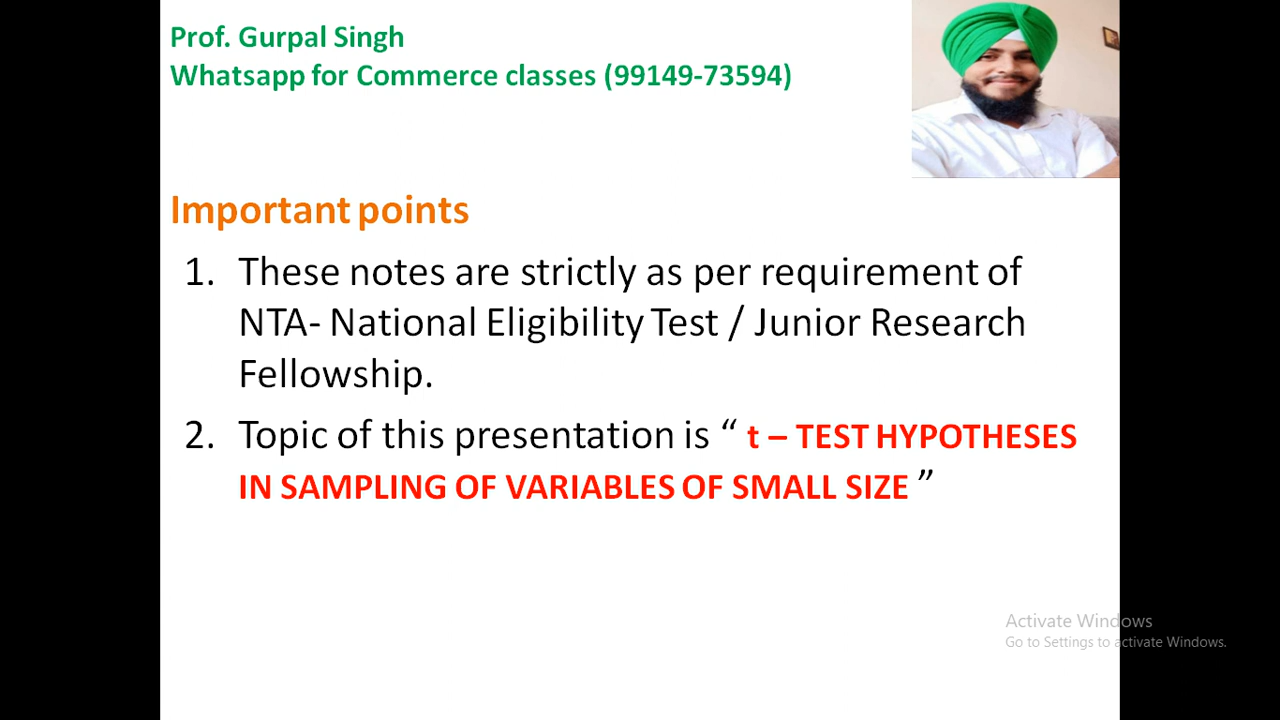 Prof. Gurpal Singh
Whatsapp for Commerce classes (99149-73594)
Important points
1. These notes are strictly as per requirement of
NTA- National Eligibility Test / Junior Research
Fellowship.
2. Topic of this presentation is “ t – TEST HYPOTHESES
IN SAMPLING OF VARIABLES OF SMALL SIZE ”
Activate Windows
Go to Settings to activate Windows.